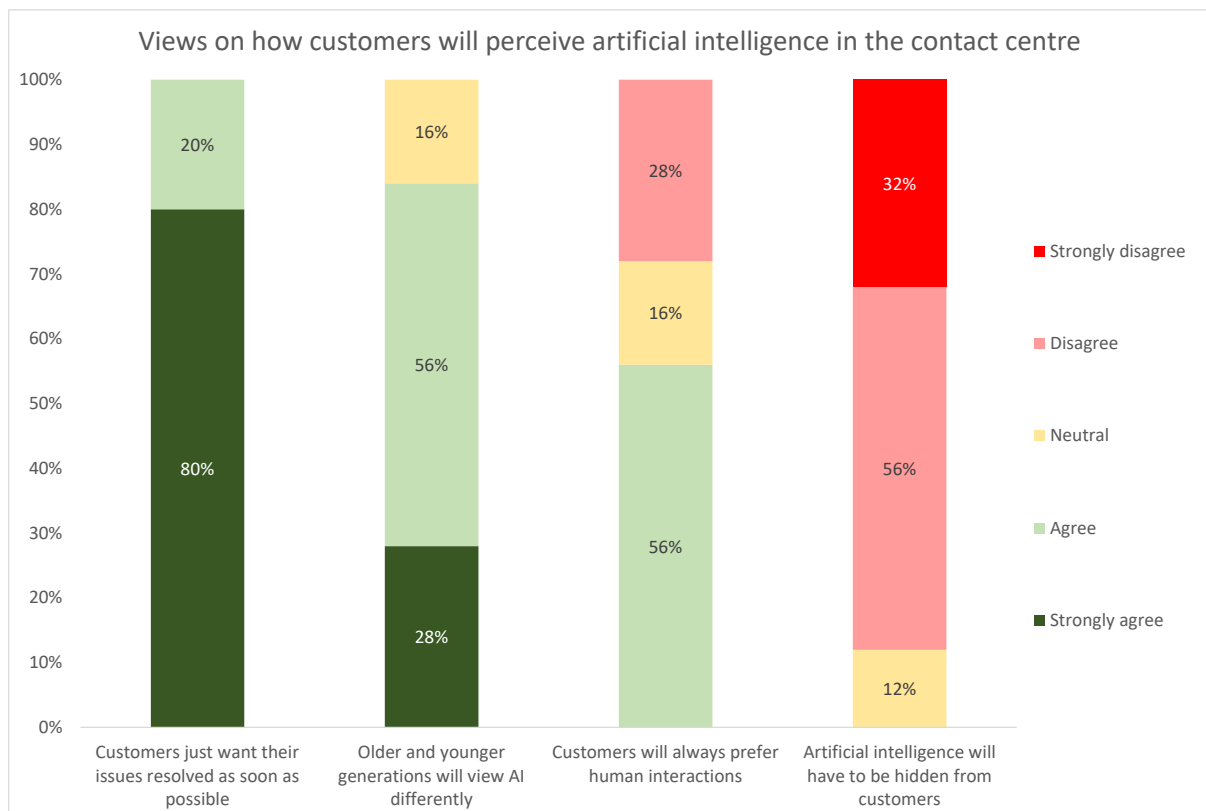 Views on how customers will perceive artificial intelligence in the contact centre
100%
90%
80%
70%
60%
50%
40%
30%
20%
10%
0%
20%
80%
16%
56%
28%
28%
16%
56%
32%
56%
12%
Customers just want their
issues resolved as soon as
possible
Older and younger
generations will view AI
differently
Customers will always prefer
human interactions
Artificial intelligence will
have to be hidden from
customers
Strongly disagree
Disagree
Neutral
Agree
Strongly agree